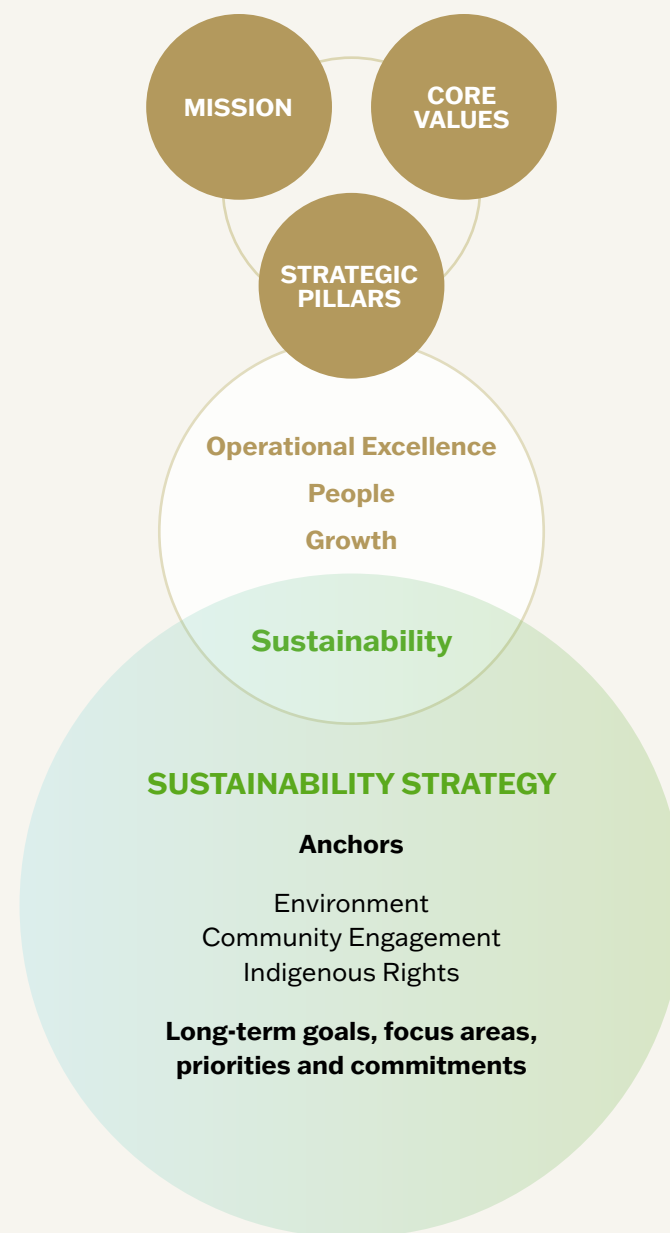 MISSION
CORE
VALUES
STRATEGIC
PILLARS
Operational Excellence
People
Growth
Sustainability
SUSTAINABILITY STRATEGY
Anchors
Environment
Community Engagement
Indigenous Rights
Long-term goals, focus areas,
priorities and commitments